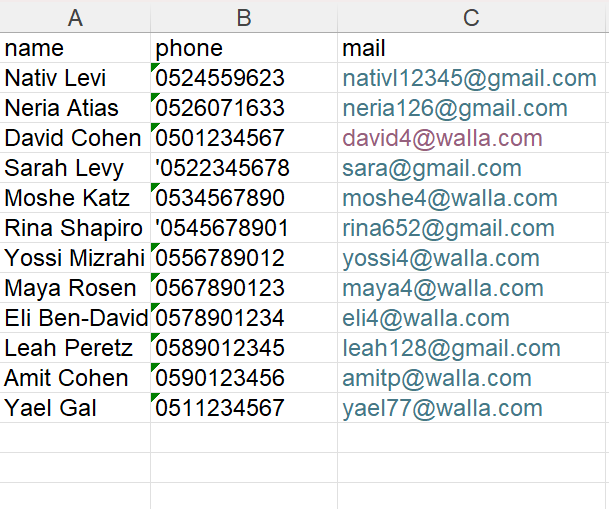 A B C
name phone mail
Nativ Levi 0524559623 nativl12345@gmail.com
Neria Atias 0526071633 neria126@gmail.com
David Cohen 0501234567 david4@walla.com
Sarah Levy '0522345678 sara@gmail.com
Moshe Katz 0534567890 moshe4@walla.com
Rina Shapiro '0545678901 rina652@gmail.com
Yossi Mizrahi 0556789012 yossi4@walla.com
Maya Rosen 0567890123 maya4@walla.com
Eli Ben-David 0578901234 eli4@walla.com
Leah Peretz 0589012345 leah128@gmail.com
Amit Cohen 0590123456 amitp@walla.com
Yael Gal 0511234567 yael77@walla.com